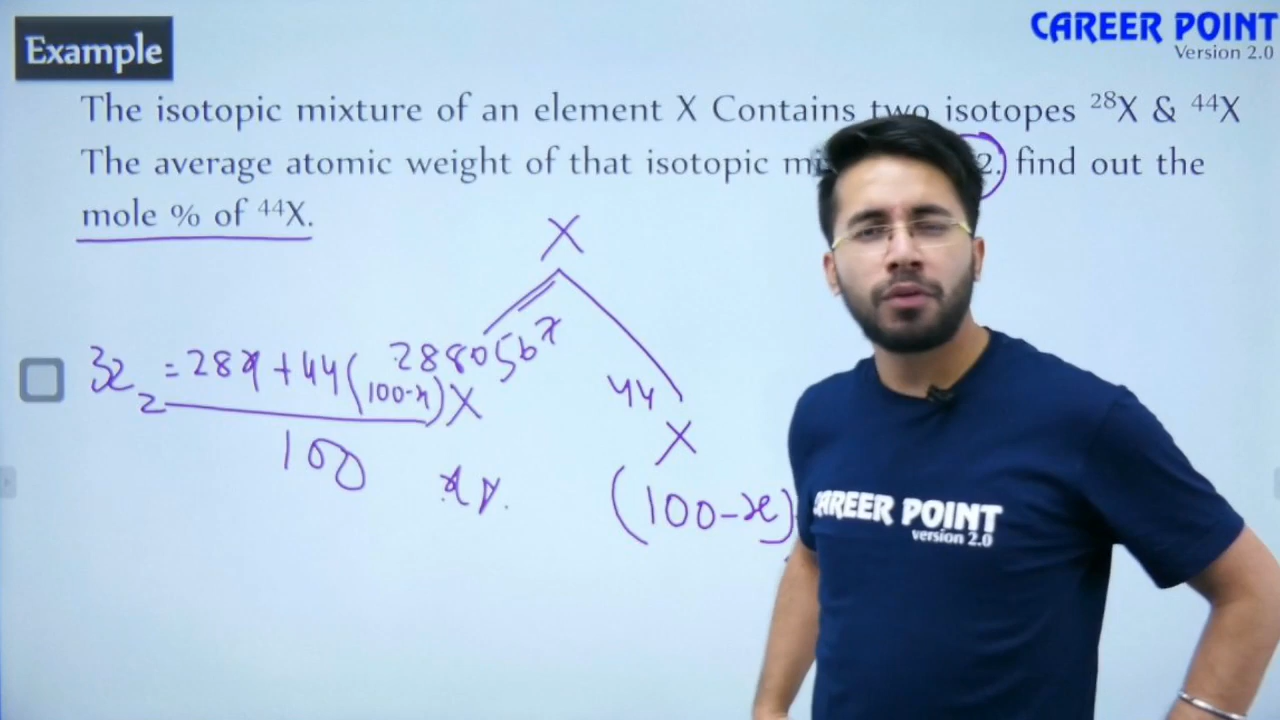 Example
CAREER POINT
Version 2.0
The isotopic mixture of an element X Contains two isotopes ²⁸X & ⁴⁴X
The average atomic weight of that isotopic 2. find out the
mole % of ⁴⁴X.
X
32 = 28x + 44(100-x)
100
X
44
X
(100-x)
CAREER POINT
version 2.0